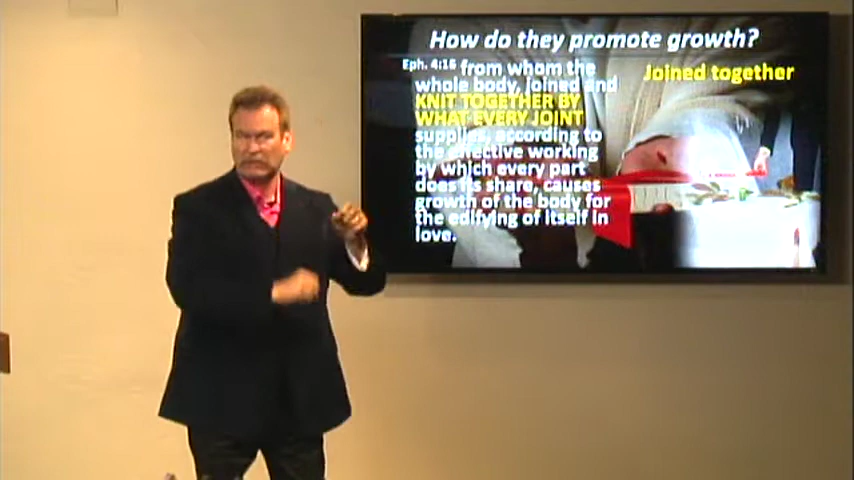 How do they promote growth?
Eph. 4:16 from whom the
whole body, joined and
KNIT TOGETHER BY
WHAT EVERY JOINT
supplies, according to
the effective working
by which every part
does its share, causes
growth of the body for
the edifying of itself in
love.
Joined together